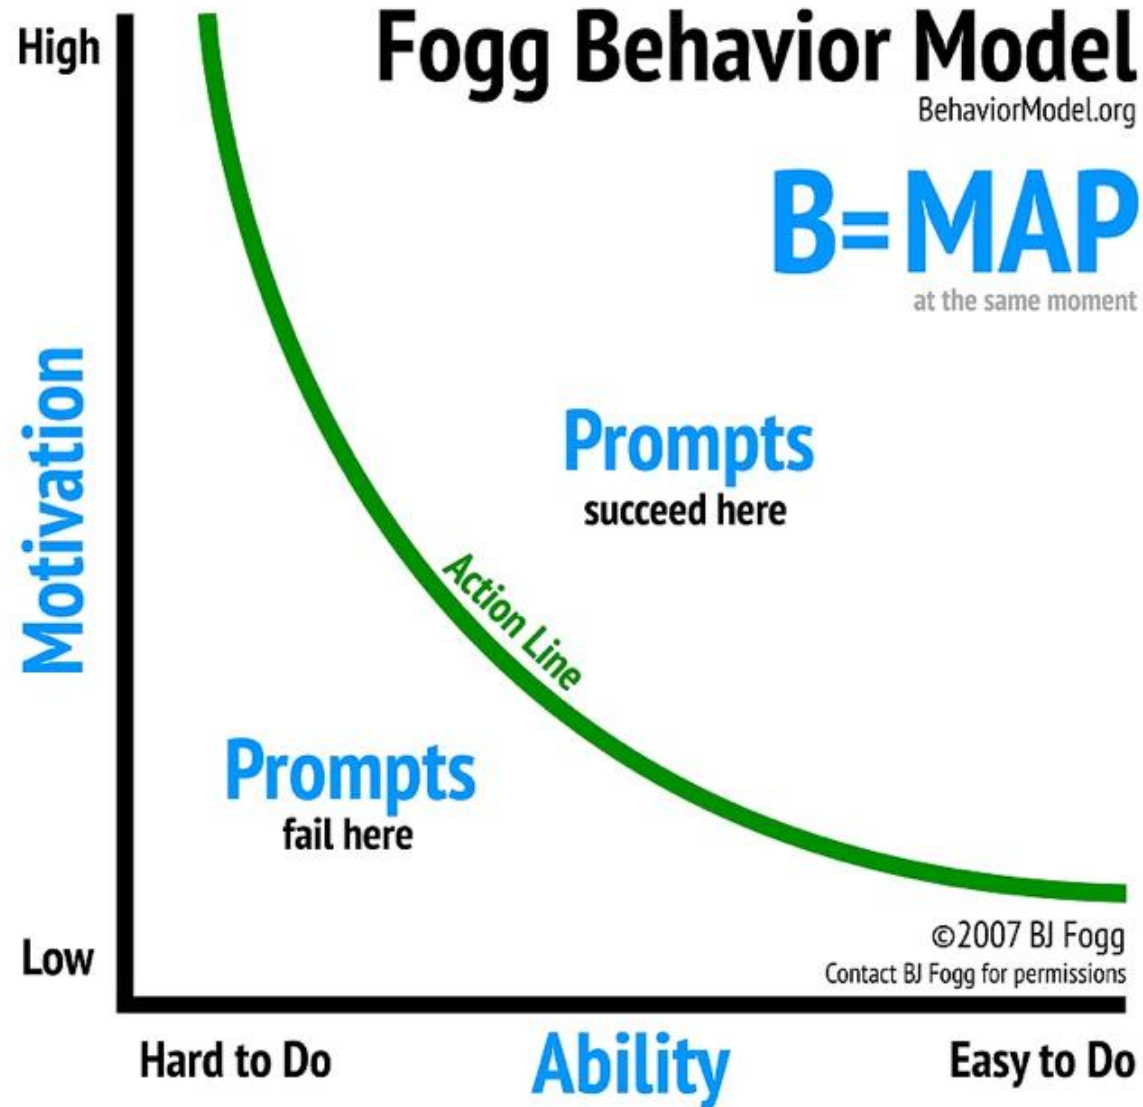 High
Fogg Behavior Model
BehaviorModel.org
B=MAP
at the same moment
Motivation
Prompts
succeed here
Action Line
Prompts
fail here
Low
©2007 BJ Fogg
Contact BJ Fogg for permissions
Hard to Do
Ability
Easy to Do